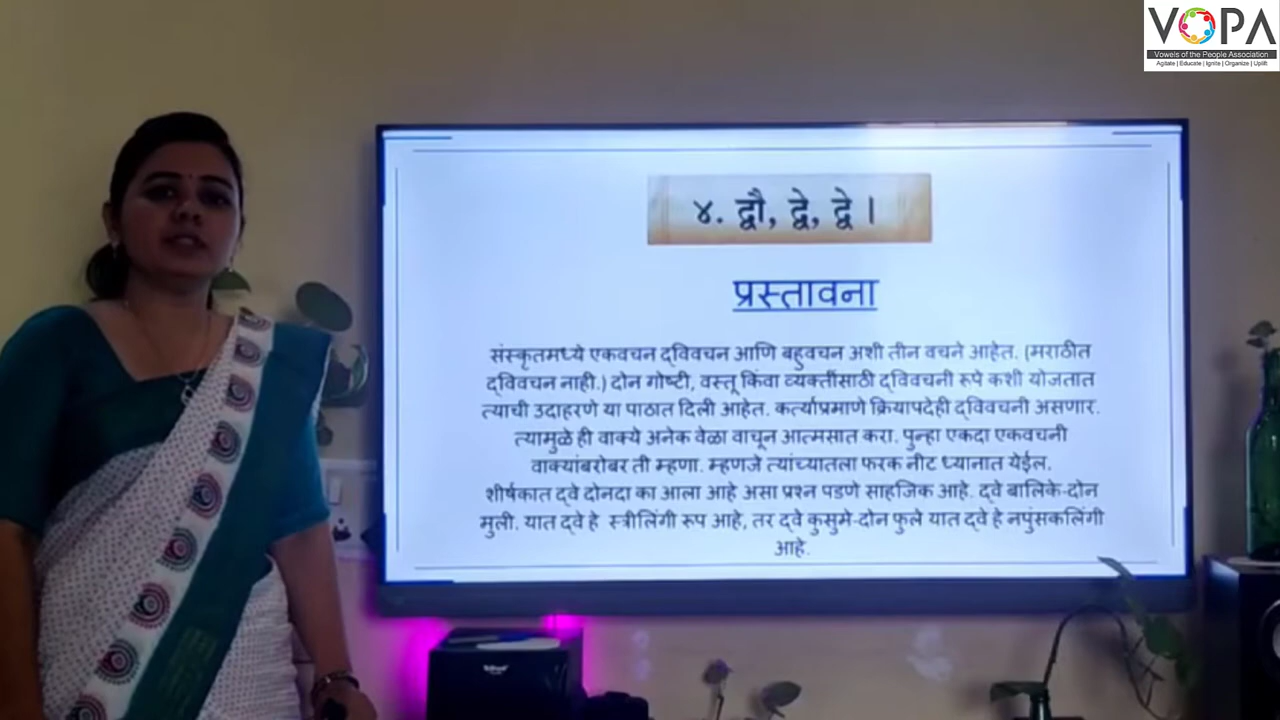 VOPA
Vowels of the People Association
Agitate | Educate | Ignite | Organize | Uplift
४. द्वौ, द्वे, द्वे ।
प्रस्तावना
संस्कृतमध्ये एकवचन द्विवचन आणि बहुवचन अशी तीन वचने आहेत. (मराठीत
द्विवचन नाही.) दोन गोष्टी, वस्तू किंवा व्यक्तींसाठी द्विवचनी रूपे कशी योजतात
त्याची उदाहरणे या पाठात दिली आहेत. कर्त्याप्रमाणे क्रियापदेही द्विवचनी असणार.
त्यामुळे ही वाक्ये अनेक वेळा वाचून आत्मसात करा. पुन्हा एकदा एकवचनी
वाक्यांबरोबर ती म्हणा. म्हणजे त्यांच्यातला फरक नीट ध्यानात येईल.
शीर्षकात द्वे दोनदा का आला आहे असा प्रश्न पडणे साहजिक आहे. द्वे बालिके-दोन
मुली. यात द्वे हे स्त्रीलिंगी रूप आहे, तर द्वे कुसुमे-दोन फुले यात द्वे हे नपुंसकलिंगी
आहे.